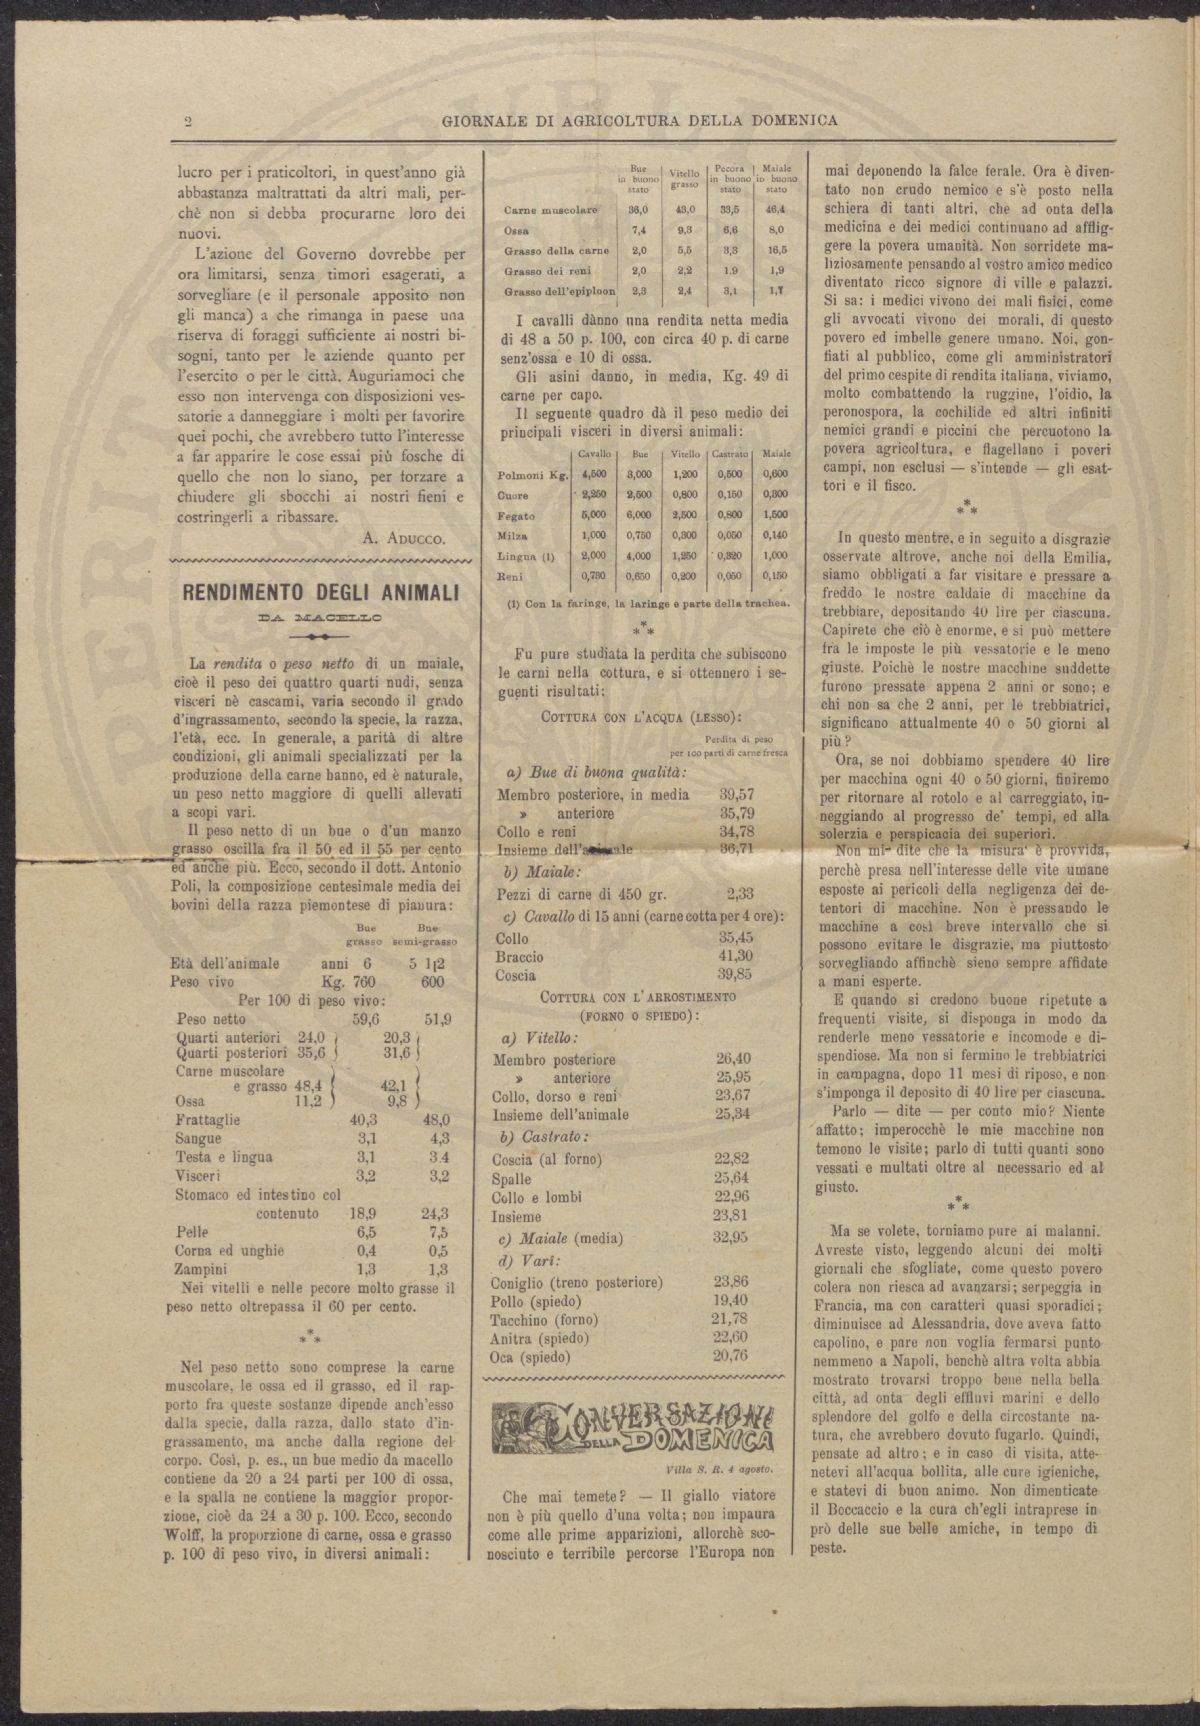 2
GIORNALE DI AGRICOLTURA DELLA DOMENICA
lucro per i praticoltori, in quest'anno già
abbastanza maltrattati da altri mali, per-
chè non si debba procurarne loro dei
nuovi.
L'azione del Governo dovrebbe per
ora limitarsi, senza timori esagerati, a
sorvegliare (e il personale apposito non
gli manca) a che rimanga in paese una
riserva di foraggi sufficiente ai nostri bi-
sogni, tanto per le aziende quanto per
l'esercito o per le città. Auguriamoci che
esso non intervenga con disposizioni ves-
satorie a danneggiare i molti per favorire
quei pochi, che avrebbero tutto l'interesse
a far apparire le cose essai più fosche di
quello che non lo siano, per forzare a
chiudere gli sbocchi ai nostri fieni e
costringerli a ribassare.
A. ADUCCO.
RENDIMENTO DEGLI ANIMALI
DA MACELLO
La rendita o peso netto di un maiale,
cioè il peso dei quattro quarti nudi, senza
visceri nè cascami, varia secondo il grado
d'ingrassamento, secondo la specie, la razza,
l'età, ecc. In generale, a parità di altre
condizioni, gli animali specializzati per la
produzione della carne hanno, ed è naturale,
un peso netto maggiore di quelli allevati
a scopi vari.
Il peso netto di un bue o d'un manzo
grasso oscilla fra il 50 ed il 55 per cento
ed anche più. Ecco, secondo il dott. Antonio
Poli, la composizione centesimale media dei
bovini della razza piemontese di pianura:
Bue Bue
grasso semi-grasso
Età dell'animale anni 6 5 1|2
Peso vivo Kg. 760 600
Per 100 di peso vivo:
Peso netto 59,6 51,9
Quarti anteriori 24,0 20,3
Quarti posteriori 35,6 31,6
Carne muscolare
e grasso 48,4 42,1
Ossa 11,2 9,8
Frattaglie 40,3 48,0
Sangue 3,1 4,3
Testa e lingua 3,1 3.4
Visceri 3,2 3,2
Stomaco ed intestino col
contenuto 18,9 24,3
Pelle 6,5 7,5
Corna ed unghie 0,4 0,5
Zampini 1,3 1,3
Nei vitelli e nelle pecore molto grasse il
peso netto oltrepassa il 60 per cento.
***
Nel peso netto sono comprese la carne
muscolare, le ossa ed il grasso, ed il rap-
porto fra queste sostanze dipende anch'esso
dalla specie, dalla razza, dallo stato d'in-
grassamento, ma anche dalla regione del
corpo. Così, p. es., un bue medio da macello
contiene da 20 a 24 parti per 100 di ossa,
e la spalla ne contiene la maggior propor-
zione, cioè da 24 a 30 p. 100. Ecco, secondo
Wolff, la proporzione di carne, ossa e grasso
p. 100 di peso vivo, in diversi animali:
Bue in buono stato Vitello grasso Pecora in buono stato Maiale in buono stato
Carne muscolare 36,0 43,0 33,5 46,4
Ossa 7,4 9,3 6,6 8,0
Grasso della carne 2,0 5,5 3,3 16,5
Grasso dei reni 2,0 2,2 1,9 1,9
Grasso dell'epiploon 2,3 2,4 3,1 1,7
I cavalli dànno una rendita netta media
di 48 a 50 p. 100, con circa 40 p. di carne
senz'ossa e 10 di ossa.
Gli asini danno, in media, Kg. 49 di
carne per capo.
Il seguente quadro dà il peso medio dei
principali visceri in diversi animali:
Cavallo Bue Vitello Castrato Maiale
Polmoni Kg. 4,500 3,000 1,200 0,500 0,600
Cuore 2,250 2,500 0,800 0,150 0,300
Fegato 5,000 6,000 2,500 0,800 1,500
Milza 1,000 0,750 0,300 0,050 0,140
Lingua (1) 2,000 4,000 1,250 0,320 1,000
Reni 0,750 0,650 0,200 0,050 0,150
(1) Con la faringe, la laringe e parte della trachea.
***
Fu pure studiata la perdita che subiscono
le carni nella cottura, e si ottennero i se-
guenti risultati:
COTTURA CON L'ACQUA (LESSO):
Perdita di peso
per 100 parti di carne fresca
a) Bue di buona qualità:
Membro posteriore, in media 39,57
» anteriore 35,79
Collo e reni 34,78
Insieme dell'animale 36,71
b) Maiale:
Pezzi di carne di 450 gr. 2,33
c) Cavallo di 15 anni (carne cotta per 4 ore):
Collo 35,45
Braccio 41,30
Coscia 39,85
COTTURA CON L'ARROSTIMENTO
(FORNO O SPIEDO):
a) Vitello:
Membro posteriore 26,40
» anteriore 25,95
Collo, dorso e reni 23,67
Insieme dell'animale 25,34
b) Castrato:
Coscia (al forno) 22,82
Spalle 25,64
Collo e lombi 22,96
Insieme 23,81
c) Maiale (media) 32,95
d) Vari:
Coniglio (treno posteriore) 23,86
Pollo (spiedo) 19,40
Tacchino (forno) 21,78
Anitra (spiedo) 22,60
Oca (spiedo) 20,76
CONVERSAZIONI
DELLA DOMENICA
Villa S. R. 4 agosto.
Che mai temete? — Il giallo viatore
non è più quello d'una volta; non impaura
come alle prime apparizioni, allorchè sco-
nosciuto e terribile percorse l'Europa non
mai deponendo la falce ferale. Ora è diven-
tato non crudo nemico e s'è posto nella
schiera di tanti altri, che ad onta della
medicina e dei medici continuano ad afflig-
gere la povera umanità. Non sorridete ma-
liziosamente pensando al vostro amico medico
diventato ricco signore di ville e palazzi.
Si sa: i medici vivono dei mali fisici, come
gli avvocati vivono dei morali, di questo
povero ed imbelle genere umano. Noi, gon-
fiati al pubblico, come gli amministratori
del primo cespite di rendita italiana, viviamo,
molto combattendo la ruggine, l'oidio, la
peronospora, la cochilide ed altri infiniti
nemici grandi e piccini che percuotono la
povera agricoltura, e flagellano i poveri
campi, non esclusi — s'intende — gli esat-
tori e il fisco.
***
In questo mentre, e in seguito a disgrazie
osservate altrove, anche noi della Emilia,
siamo obbligati a far visitare e pressare a
freddo le nostre caldaie di macchine da
trebbiare, depositando 40 lire per ciascuna.
Capirete che ciò è enorme, e si può mettere
fra le imposte le più vessatorie e le meno
giuste. Poichè le nostre macchine suddette
furono pressate appena 2 anni or sono; e
chi non sa che 2 anni, per le trebbiatrici,
significano attualmente 40 o 50 giorni al
più?
Ora, se noi dobbiamo spendere 40 lire
per macchina ogni 40 o 50 giorni, finiremo
per ritornare al rotolo e al carreggiato, in-
neggiando al progresso de' tempi, ed alla
solerzia e perspicacia dei superiori.
Non mi dite che la misura è provvida,
perchè presa nell'interesse delle vite umane
esposte ai pericoli della negligenza dei de-
tentori di macchine. Non è pressando le
macchine a così breve intervallo che si
possono evitare le disgrazie, ma piuttosto
sorvegliando affinchè sieno sempre affidate
a mani esperte.
E quando si credono buone ripetute a
frequenti visite, si disponga in modo da
renderle meno vessatorie e incomode e di-
spendiose. Ma non si fermino le trebbiatrici
in campagna, dopo 11 mesi di riposo, e non
s'imponga il deposito di 40 lire per ciascuna.
Parlo — dite — per conto mio? Niente
affatto; imperocchè le mie macchine non
temono le visite; parlo di tutti quanti sono
vessati e multati oltre al necessario ed al
giusto.
***
Ma se volete, torniamo pure ai malanni.
Avreste visto, leggendo alcuni dei molti
giornali che sfogliate, come questo povero
colera non riesca ad avanzarsi; serpeggia in
Francia, ma con caratteri quasi sporadici;
diminuisce ad Alessandria, dove aveva fatto
capolino, e pare non voglia fermarsi punto
nemmeno a Napoli, benchè altra volta abbia
mostrato trovarsi troppo bene nella bella
città, ad onta degli effluvi marini e dello
splendore del golfo e della circostante na-
tura, che avrebbero dovuto fugarlo. Quindi,
pensate ad altro; e in caso di visita, atte-
netevi all'acqua bollita, alle cure igieniche,
e statevi di buon animo. Non dimenticate
il Boccaccio e la cura ch'egli intraprese in
prò delle sue belle amiche, in tempo di
peste.